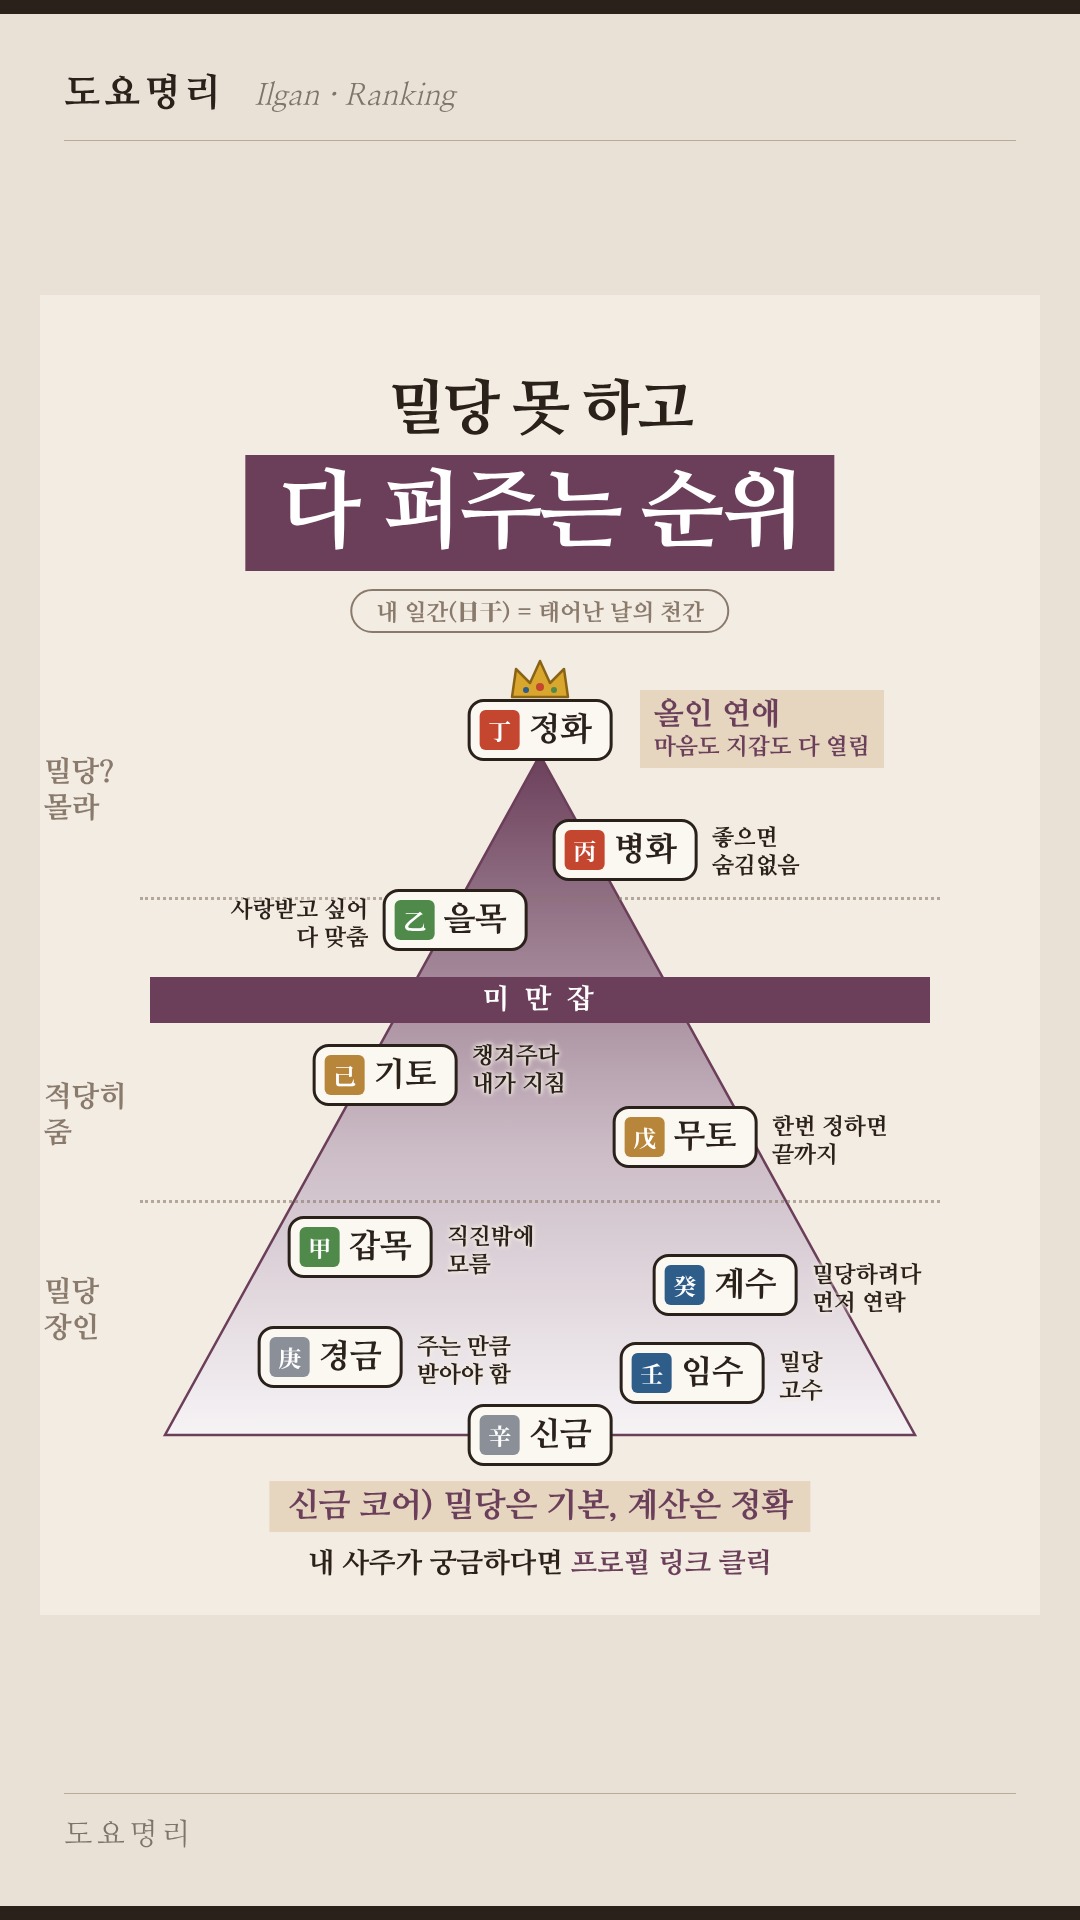 도요명리 Ilgan · Ranking
밀당 못 하고
다 퍼주는 순위
내 일간(日干) = 태어난 날의 천간
丁 정화
올인 연애
마음도 지갑도 다 열림
밀당?
몰라
丙 병화
좋으면
숨김없음
사랑받고 싶어
다 맞춤
乙 을목
미만잡
己 기토
챙겨주다
내가 지침
적당히
줌
戊 무토
한번 정하면
끝까지
甲 갑목
직진밖에
모름
癸 계수
밀당하려다
먼저 연락
밀당
장인
庚 경금
주는 만큼
받아야 함
壬 임수
밀당
고수
辛 신금
신금 코어) 밀당은 기본, 계산은 정확
내 사주가 궁금하다면 프로필 링크 클릭
도요명리